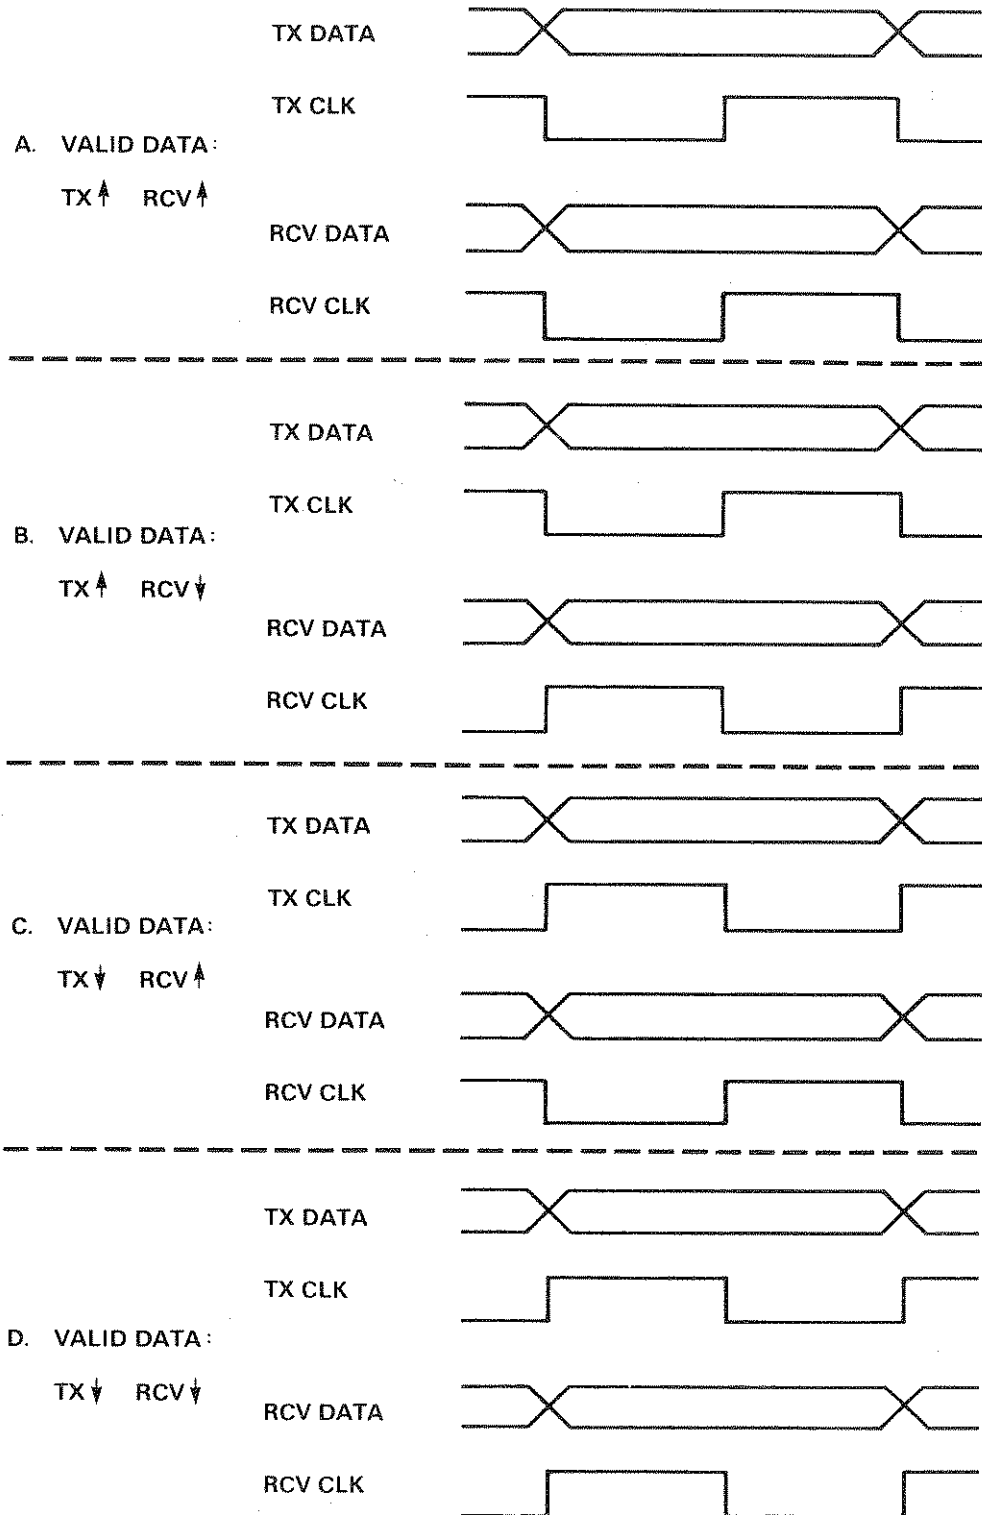 TX DATA
TX CLK
A. VALID DATA:
TX↑ RCV↑
RCV DATA
RCV CLK
TX DATA
TX CLK
B. VALID DATA:
TX↑ RCV↓
RCV DATA
RCV CLK
TX DATA
TX CLK
C. VALID DATA:
TX↓ RCV↑
RCV DATA
RCV CLK
TX DATA
TX CLK
D. VALID DATA:
TX↓ RCV↓
RCV DATA
RCV CLK